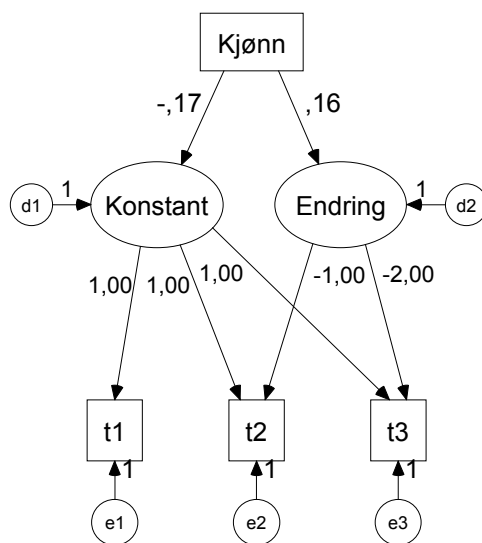 Kjønn
-,17
,16
d1
1
Konstant
Endring
1
d2
1,00
1,00
1,00
-1,00
-2,00
t1
t2
t3
1
1
1
e1
e2
e3